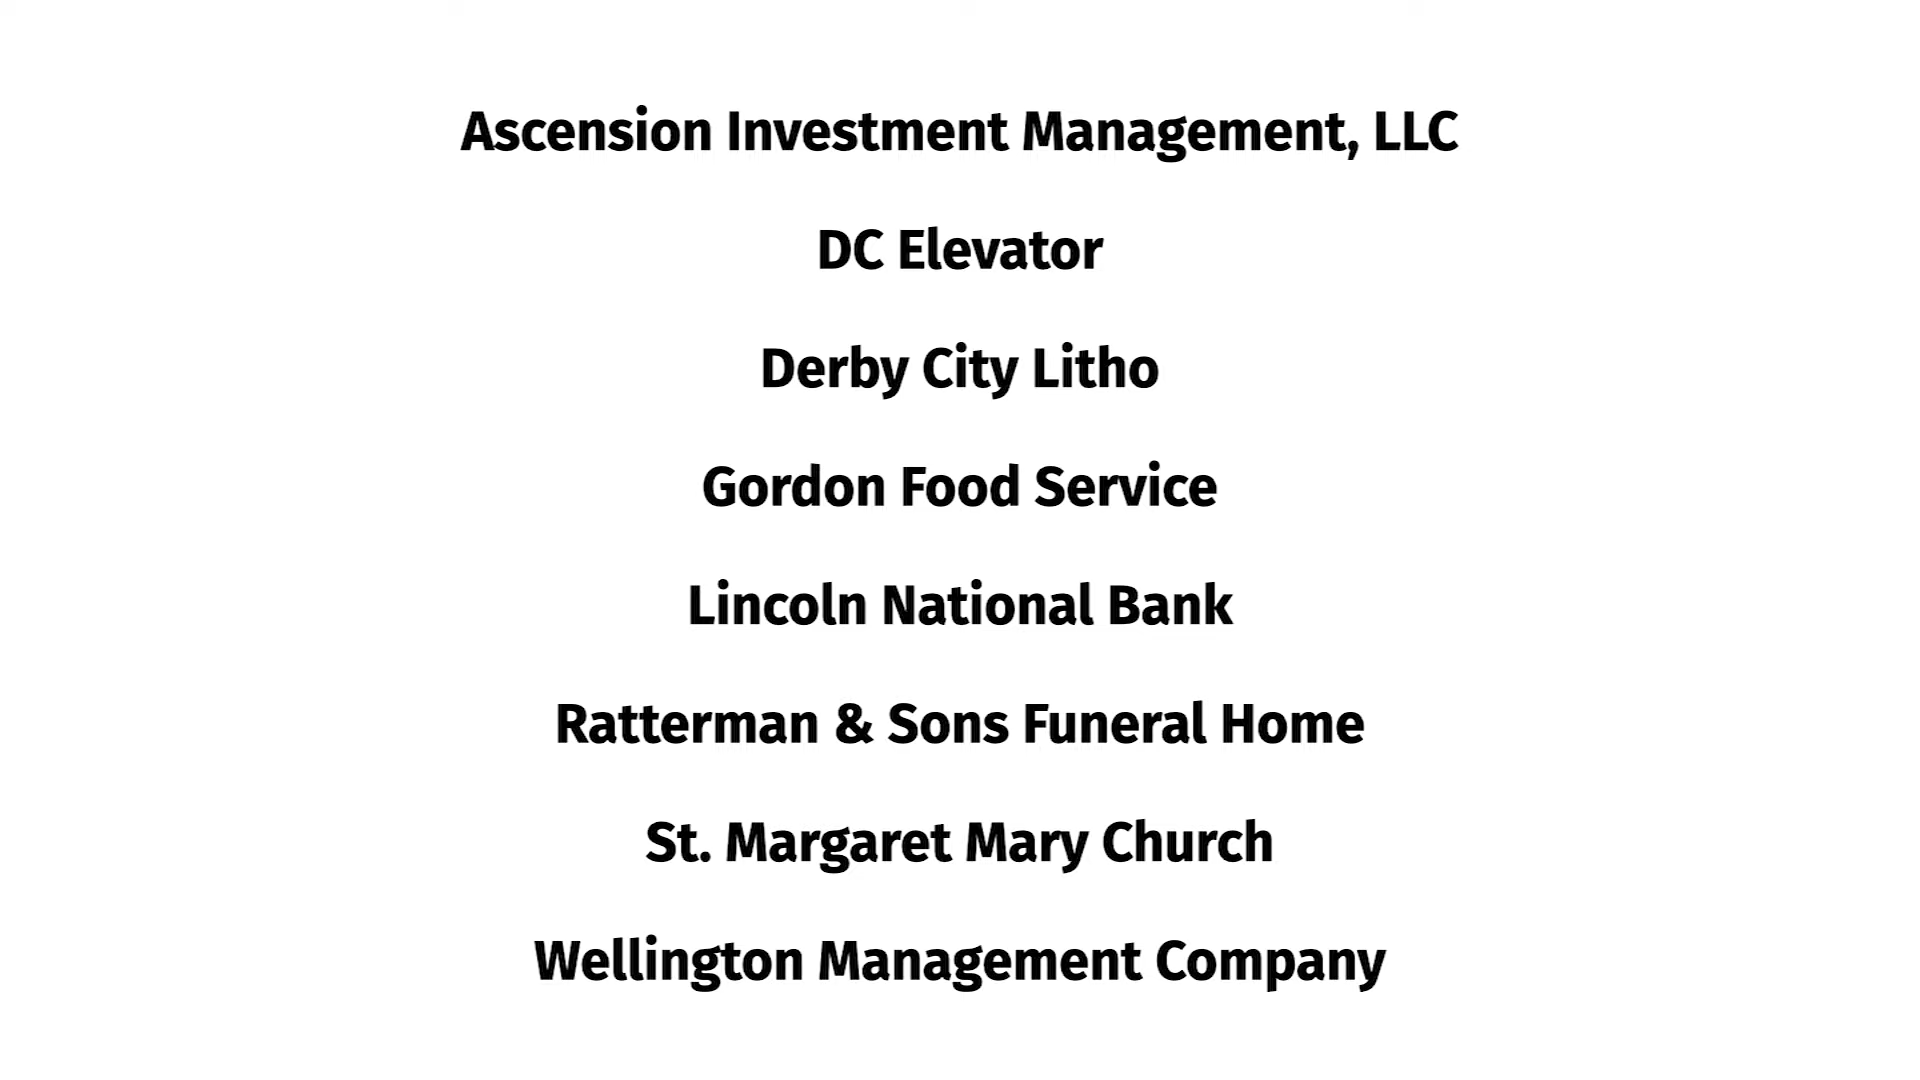 Ascension Investment Management, LLC
DC Elevator
Derby City Litho
Gordon Food Service
Lincoln National Bank
Ratterman & Sons Funeral Home
St. Margaret Mary Church
Wellington Management Company